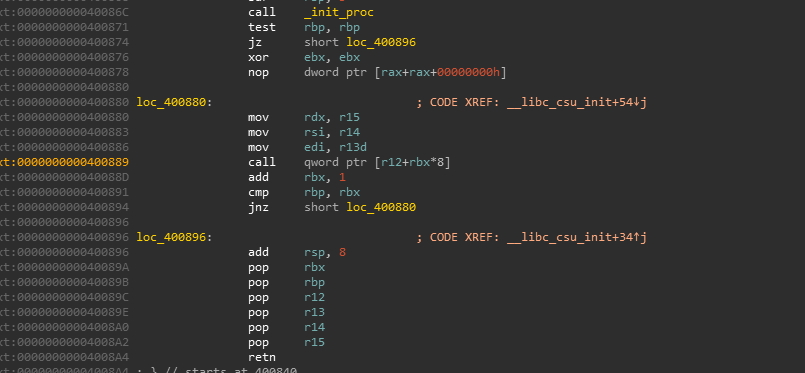 xt:000000000040086C call _init_proc
xt:0000000000400871 test rbp, rbp
xt:0000000000400874 jz short loc_400896
xt:0000000000400876 xor ebx, ebx
xt:0000000000400878 nop dword ptr [rax+rax+00000000h]
xt:0000000000400880
xt:0000000000400880 loc_400880: ; CODE XREF: __libc_csu_init+54↓j
xt:0000000000400880 mov rdx, r15
xt:0000000000400883 mov rsi, r14
xt:0000000000400886 mov edi, r13d
xt:0000000000400889 call qword ptr [r12+rbx*8]
xt:000000000040088D add rbx, 1
xt:0000000000400891 cmp rbp, rbx
xt:0000000000400894 jnz short loc_400880
xt:0000000000400896
xt:0000000000400896 loc_400896: ; CODE XREF: __libc_csu_init+34↑j
xt:0000000000400896 add rsp, 8
xt:000000000040089A pop rbx
xt:000000000040089B pop rbp
xt:000000000040089C pop r12
xt:000000000040089E pop r13
xt:00000000004008A0 pop r14
xt:00000000004008A2 pop r15
xt:00000000004008A4 retn
xt:00000000004008A4 ; } // starts at 400840